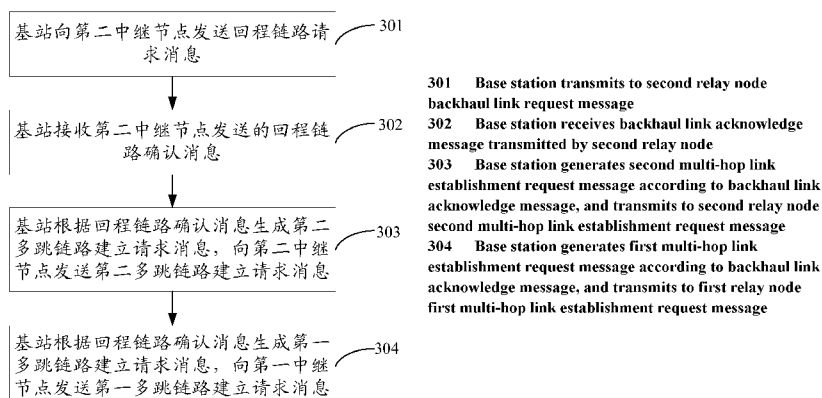 基站向第二中继节点发送回程链路请
求消息
301
基站接收第二中继节点发送的回程链
路确认消息
302
基站根据回程链路确认消息生成第二
多跳链路建立请求消息，向第二中继
节点发送第二多跳链路建立请求消息
303
基站根据回程链路确认消息生成第一
多跳链路建立请求消息，向第一中继
节点发送第一多跳链路建立请求消息
304
301 Base station transmits to second relay node
backhaul link request message
302 Base station receives backhaul link acknowledge
message transmitted by second relay node
303 Base station generates second multi-hop link
establishment request message according to backhaul link
acknowledge message, and transmits to second relay node
second multi-hop link establishment request message
304 Base station generates first multi-hop link
establishment request message according to backhaul link
acknowledge message, and transmits to first relay node
first multi-hop link establishment request message